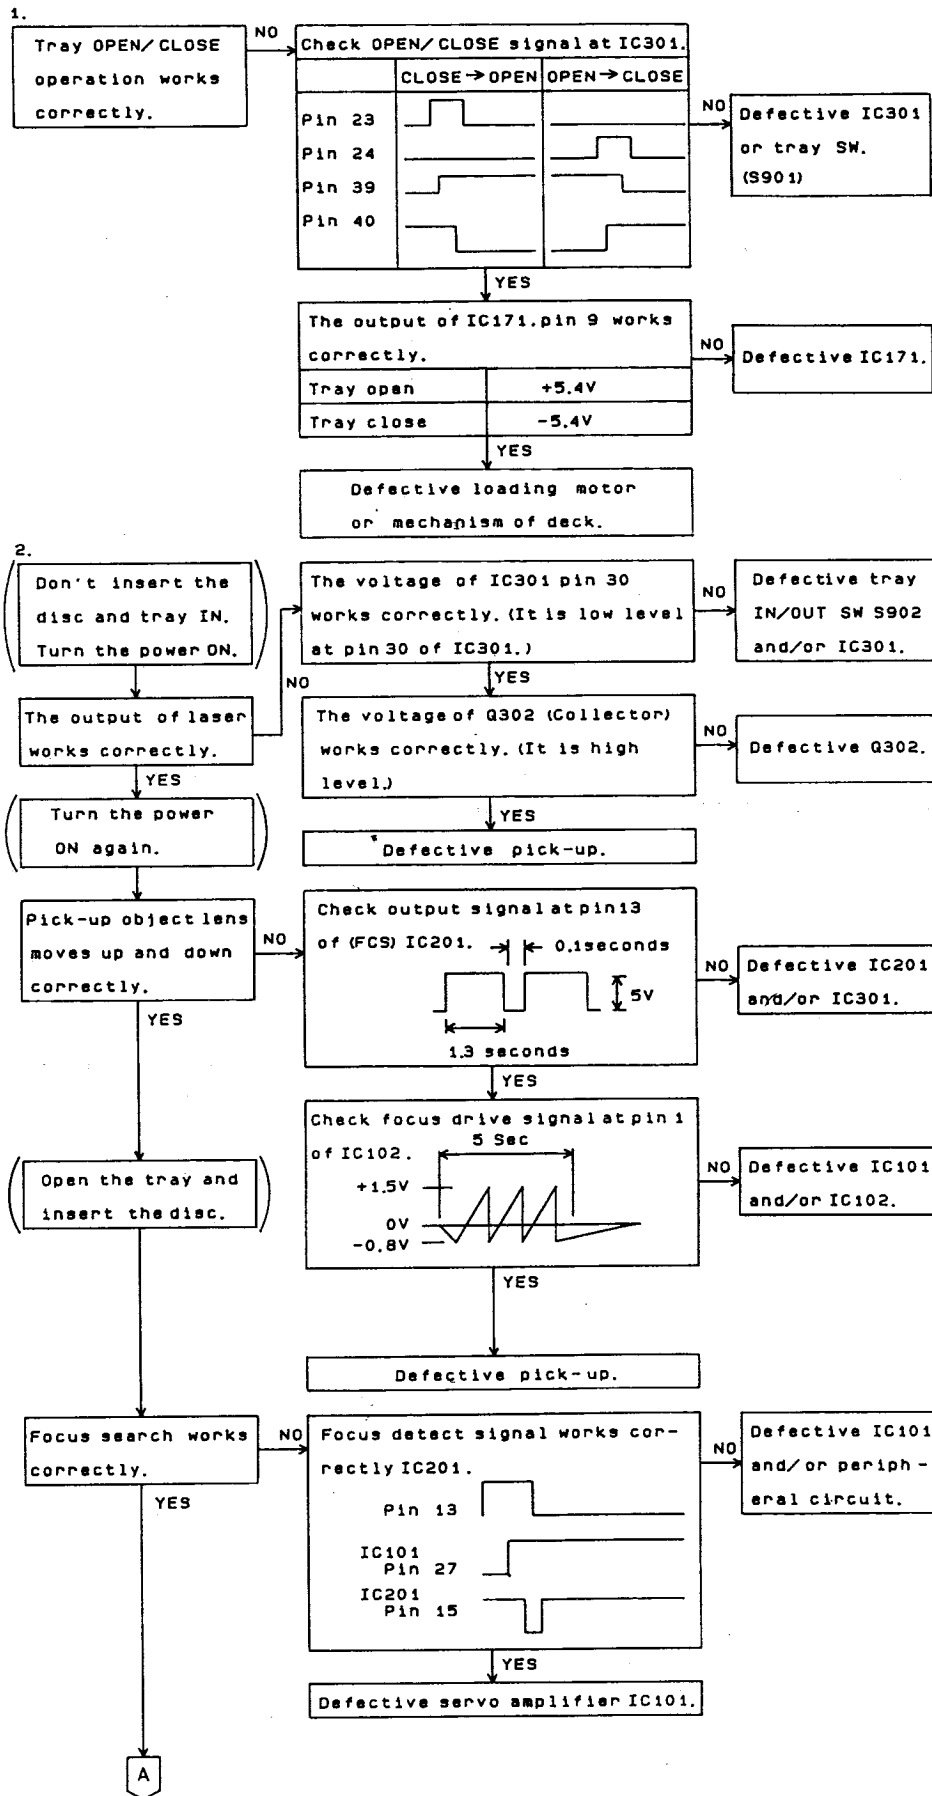 1.
Tray OPEN/CLOSE
operation works
correctly.
NO
Check OPEN/CLOSE signal at IC301.
CLOSE→OPEN
OPEN→CLOSE
Pin 23
Pin 24
Pin 39
Pin 40
NO
Defective IC301
or tray SW.
(S901)
YES
The output of IC171.pin 9 works
correctly.
Tray open +5.4V
Tray close -5.4V
NO
Defective IC171.
YES
Defective loading motor
or mechanism of deck.
2.
Don't insert the
disc and tray IN.
Turn the power ON.
The output of laser
works correctly.
NO
The voltage of IC301 pin 30
works correctly. (It is low level
at pin 30 of IC301.)
NO
Defective tray
IN/OUT SW S902
and/or IC301.
YES
The voltage of Q302 (Collector)
works correctly. (It is high
level.)
NO
Defective Q302.
YES
Defective pick-up.
YES
Turn the power
ON again.
Pick-up object lens
moves up and down
correctly.
NO
Check output signal at pin13
of (FCS) IC201.
0.1seconds
5V
1.3 seconds
NO
Defective IC201
and/or IC301.
YES
Check focus drive signal at pin 1
of IC102.
5 Sec
+1.5V
0V
-0.8V
NO
Defective IC101
and/or IC102.
YES
Defective pick-up.
YES
Open the tray and
insert the disc.
Focus search works
correctly.
NO
Focus detect signal works cor-
rectly IC201.
Pin 13
IC101
Pin 27
IC201
Pin 15
NO
Defective IC101
and/or periph-
eral circuit.
YES
Defective servo amplifier IC101.
YES
A